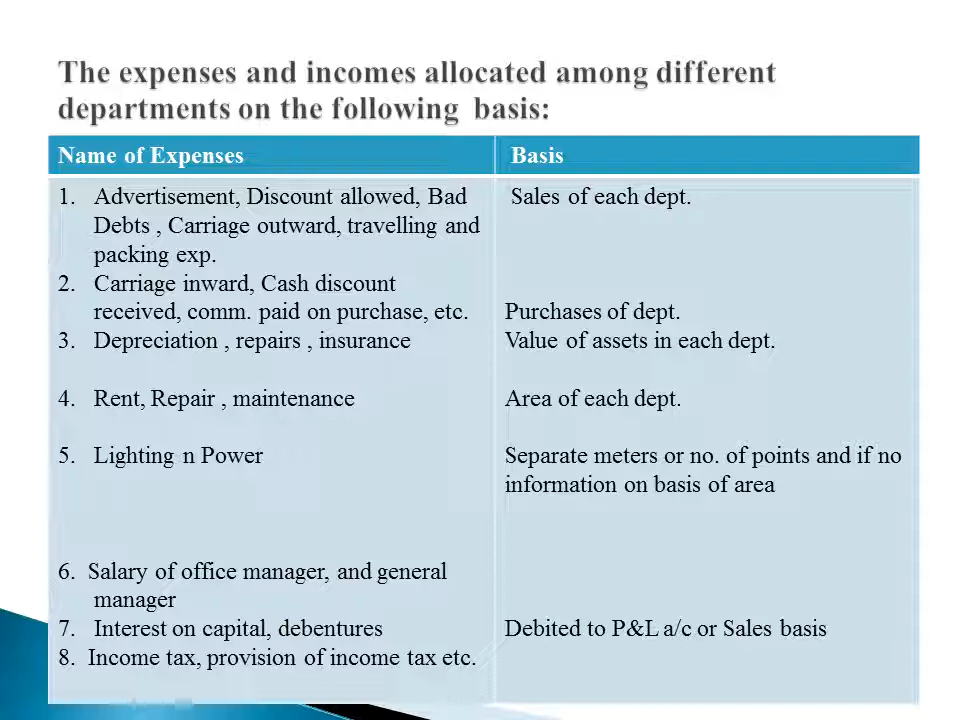 The expenses and incomes allocated among different
departments on the following basis:
Name of Expenses
Basis
1. Advertisement, Discount allowed, Bad
Debts , Carriage outward, travelling and
packing exp.
Sales of each dept.
2. Carriage inward, Cash discount
received, comm. paid on purchase, etc.
Purchases of dept.
3. Depreciation , repairs , insurance
Value of assets in each dept.
4. Rent, Repair , maintenance
Area of each dept.
5. Lighting n Power
Separate meters or no. of points and if no
information on basis of area
6. Salary of office manager, and general
manager
7. Interest on capital, debentures
Debited to P&L a/c or Sales basis
8. Income tax, provision of income tax etc.